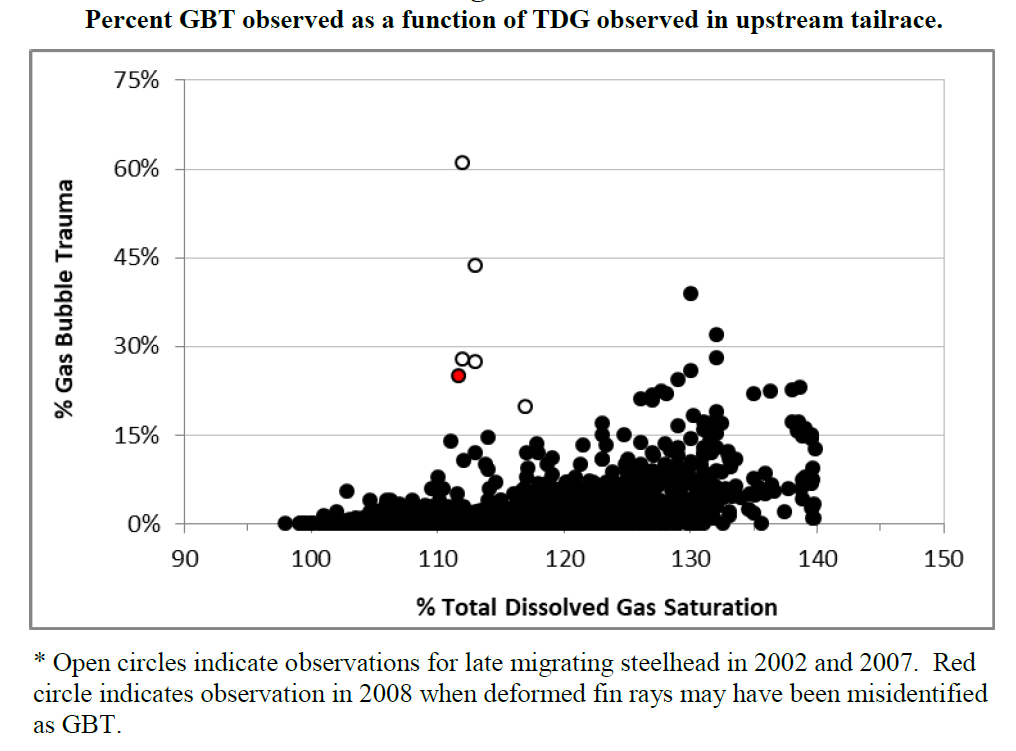 Percent GBT observed as a function of TDG observed in upstream tailrace.
75%
60%
45%
30%
15%
0%
% Gas Bubble Trauma
90 100 110 120 130 140 150
% Total Dissolved Gas Saturation
* Open circles indicate observations for late migrating steelhead in 2002 and 2007. Red
circle indicates observation in 2008 when deformed fin rays may have been misidentified
as GBT.